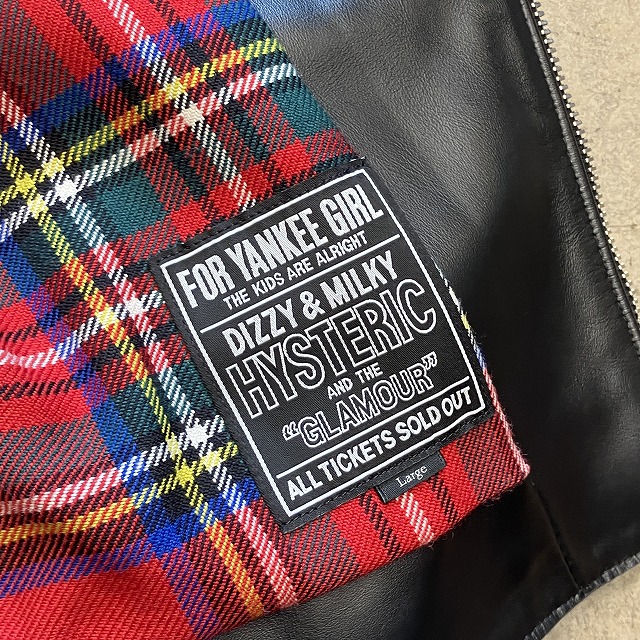 FOR YANKEE GIRL
THE KIDS ARE ALRIGHT
DIZZY & MILKY
HYSTERIC
AND THE
“GLAMOUR”
ALL TICKETS SOLD OUT
Large